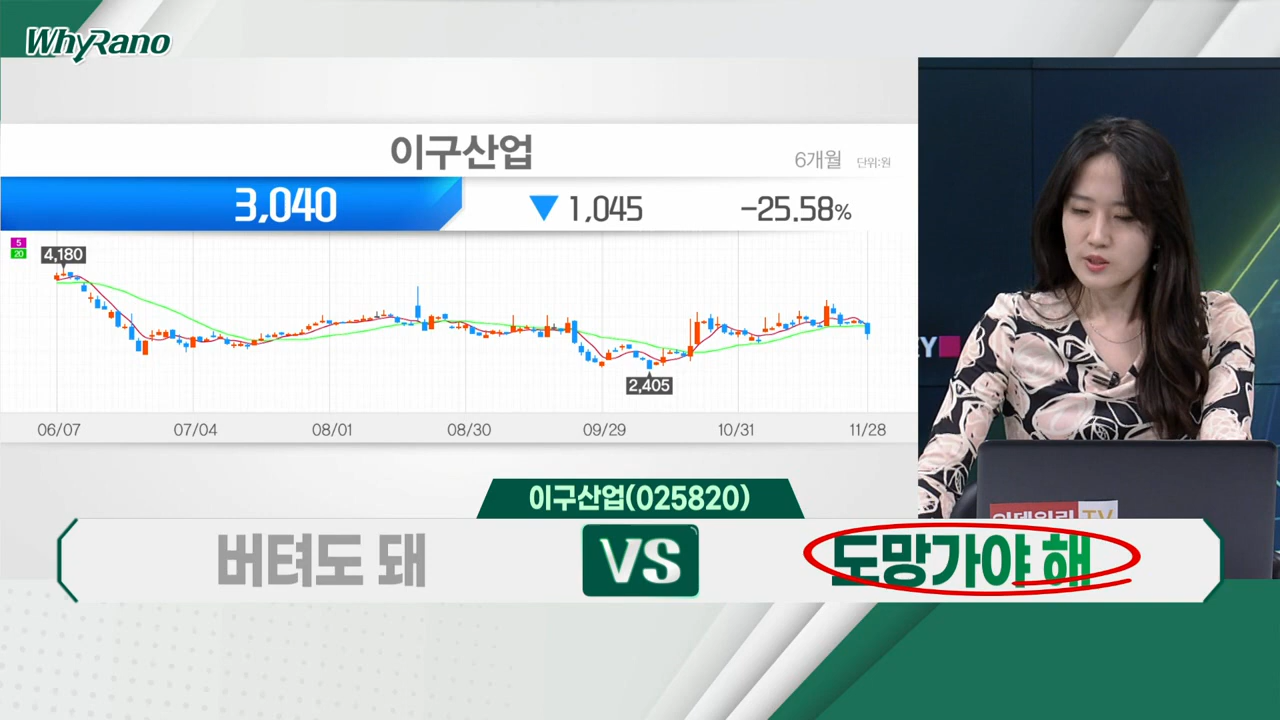 WhyRano
이구산업
6개월 단위:원
3,040 ▼ 1,045 -25.58%
5
20
4,180
2,405
06/07 07/04 08/01 08/30 09/29 10/31 11/28
이구산업(025820)
버텨도 돼 VS 도망가야 해
TV